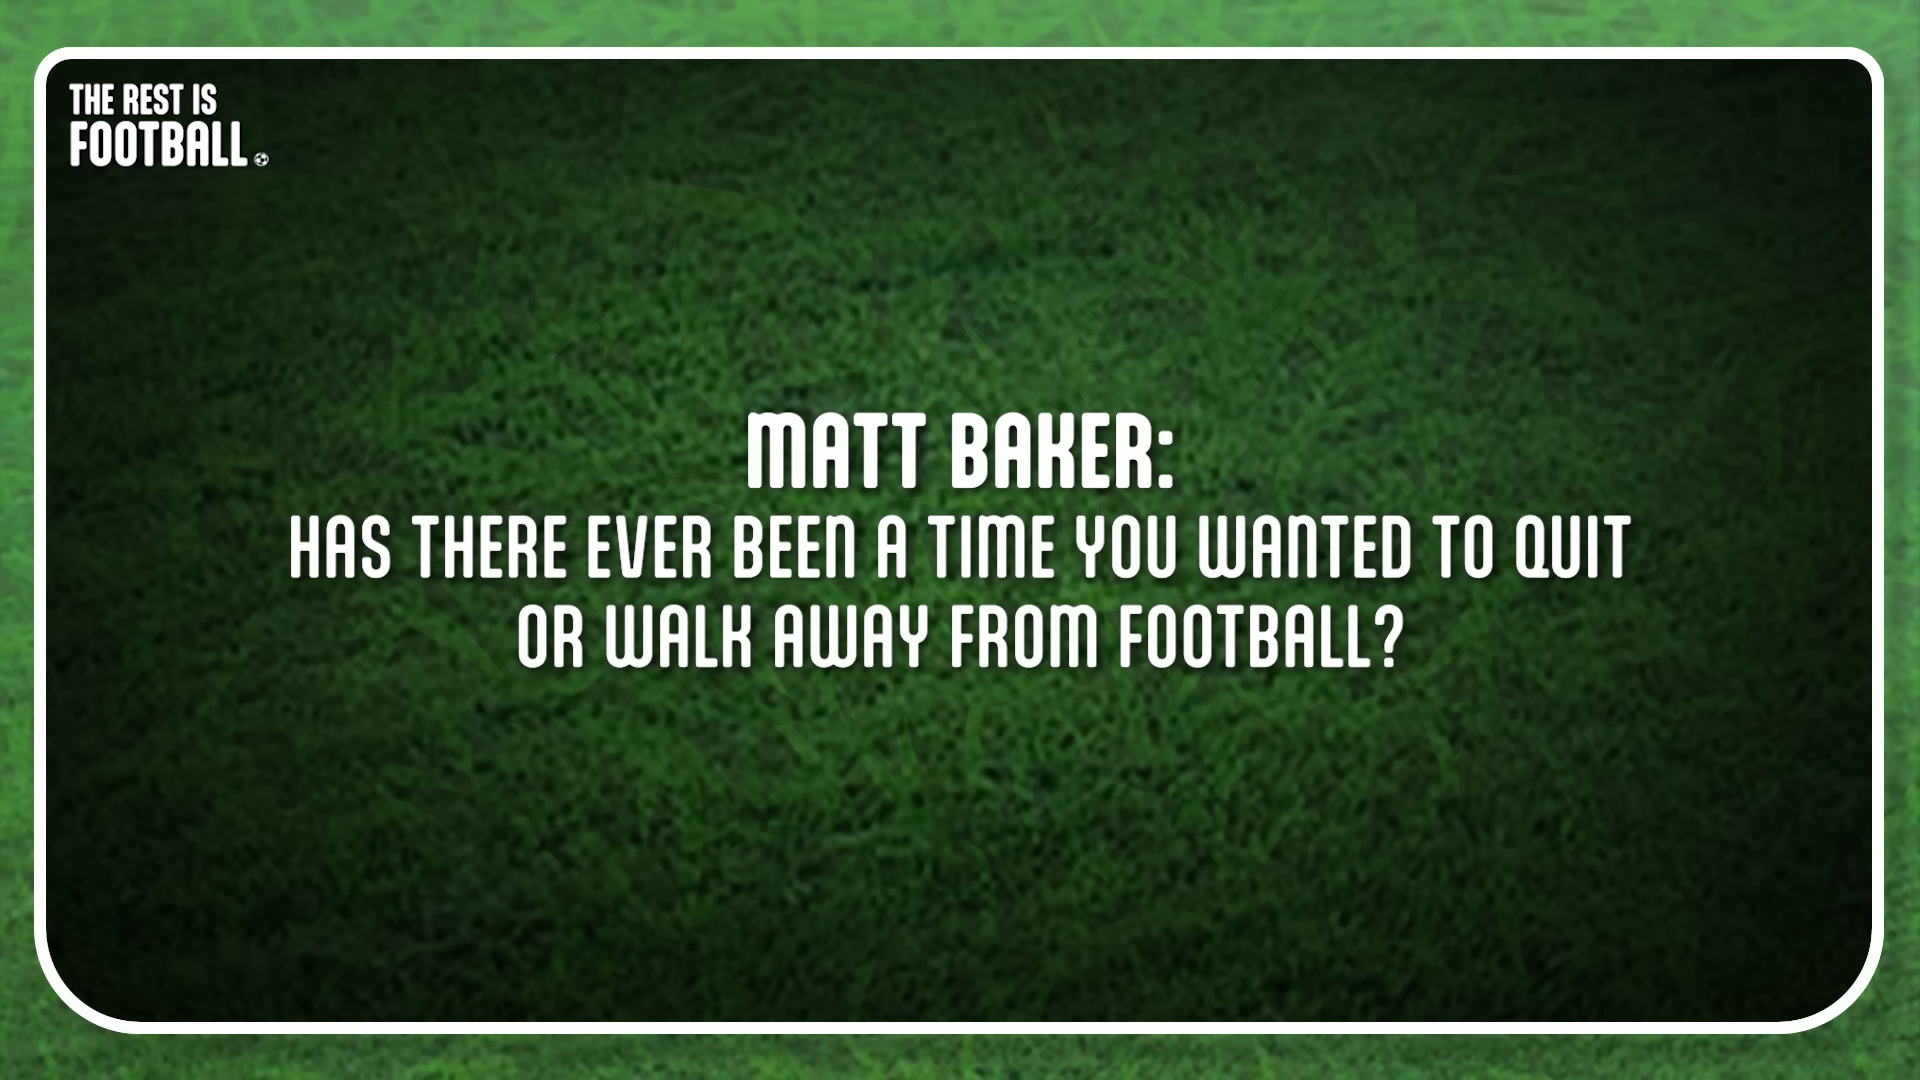 THE REST IS
FOOTBALL
MATT BAKER:
HAS THERE EVER BEEN A TIME YOU WANTED TO QUIT
OR WALK AWAY FROM FOOTBALL?